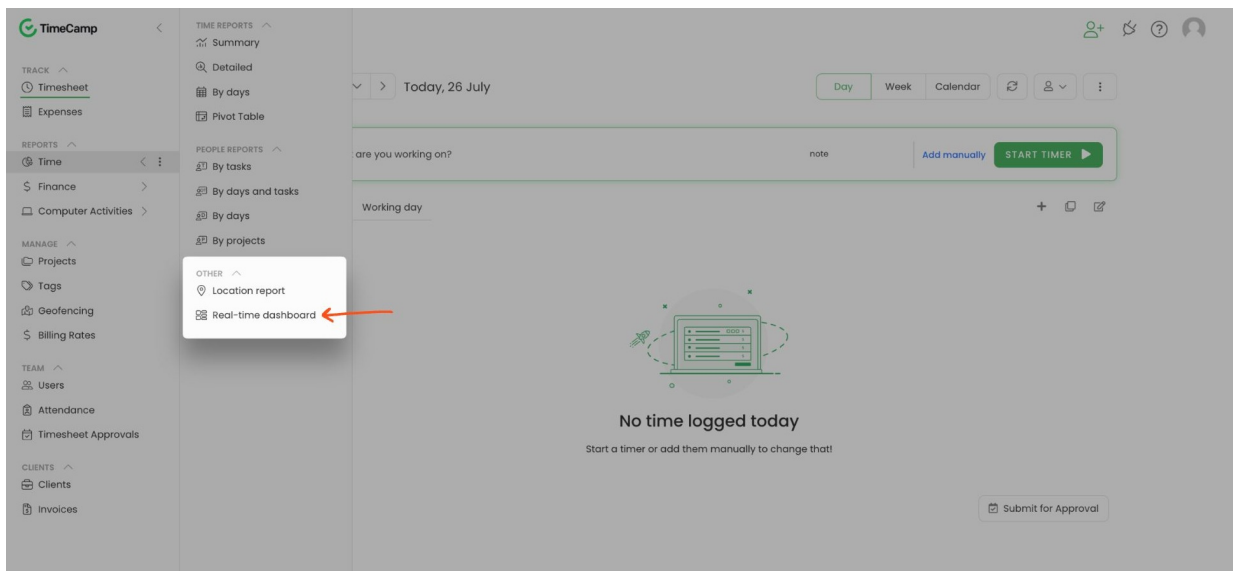 TimeCamp
TRACK
Timesheet
Expenses
REPORTS
Time
Finance
Computer Activities
MANAGE
Projects
Tags
Geofencing
Billing Rates
TEAM
Users
Attendance
Timesheet Approvals
CLIENTS
Clients
Invoices
TIME REPORTS
Summary
Detailed
By days
Pivot Table
PEOPLE REPORTS
By tasks
By days and tasks
By days
By projects
OTHER
Location report
Real-time dashboard
Today, 26 July
Day Week Calendar
are you working on? note Add manually START TIMER
Working day
No time logged today
Start a timer or add them manually to change that!
Submit for Approval